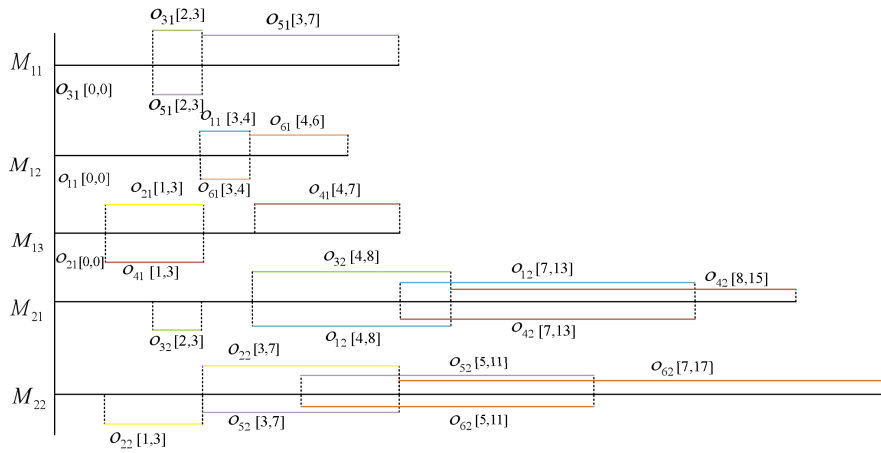 O31 [2,3]
O51 [3,7]
M11
O31 [0,0]
O51 [2,3]
O11 [3,4]
O61 [4,6]
M12
O11 [0,0]
O61 [3,4]
O21 [1,3]
O41 [4,7]
M13
O21 [0,0]
O41 [1,3]
O32 [4,8]
O12 [7,13]
O42 [8,15]
M21
O32 [2,3]
O12 [4,8]
O42 [7,13]
O22 [3,7]
O52 [5,11]
O62 [7,17]
M22
O52 [3,7]
O62 [5,11]
O22 [1,3]